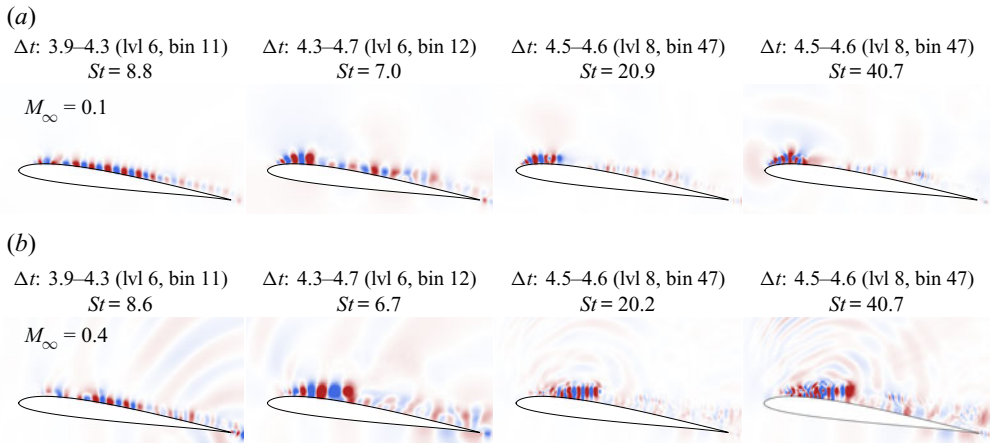 (a)
Δt: 3.9–4.3 (lvl 6, bin 11) Δt: 4.3–4.7 (lvl 6, bin 12) Δt: 4.5–4.6 (lvl 8, bin 47) Δt: 4.5–4.6 (lvl 8, bin 47)
St = 8.8 St = 7.0 St = 20.9 St = 40.7
M∞ = 0.1
(b)
Δt: 3.9–4.3 (lvl 6, bin 11) Δt: 4.3–4.7 (lvl 6, bin 12) Δt: 4.5–4.6 (lvl 8, bin 47) Δt: 4.5–4.6 (lvl 8, bin 47)
St = 8.6 St = 6.7 St = 20.2 St = 40.7
M∞ = 0.4